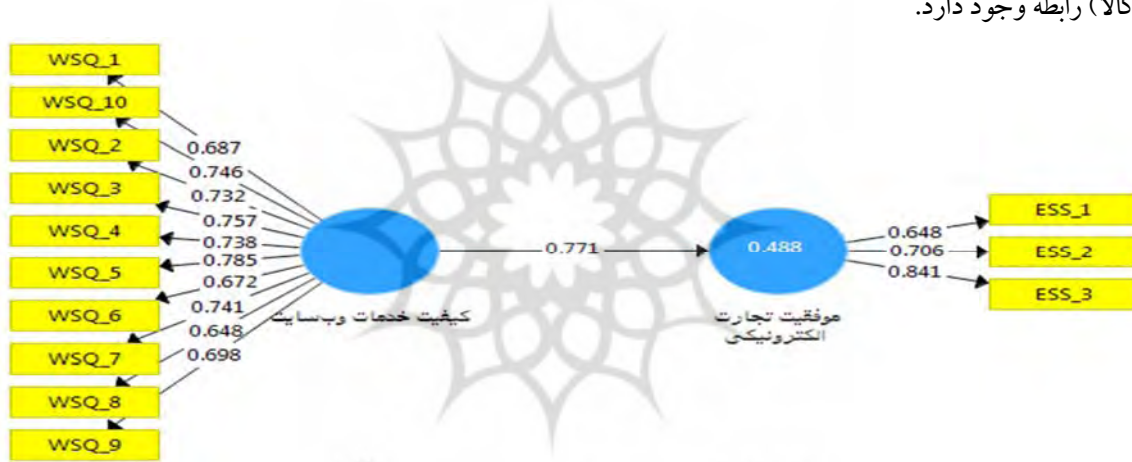 کالا) رابطه وجود دارد.
WSQ_1
WSQ_10
WSQ_2
WSQ_3
WSQ_4
WSQ_5
WSQ_6
WSQ_7
WSQ_8
WSQ_9
0.687
0.746
0.732
0.757
0.738
0.785
0.672
0.741
0.648
0.698
کیفیت خدمات وب‌سایت
0.771
0.488
موفقیت تجارت
الکترونیکی
0.648
0.706
0.841
ESS_1
ESS_2
ESS_3